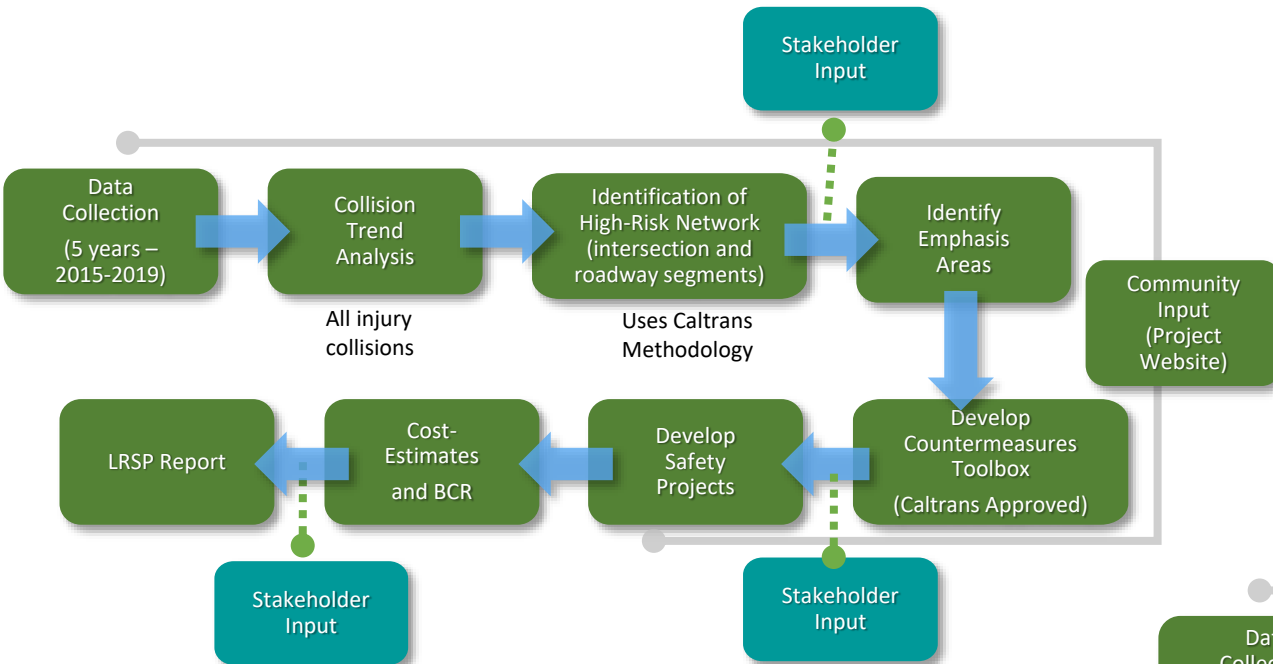 Stakeholder
Input
Data
Collection
(5 years –
2015-2019)
Collision
Trend
Analysis
Identification of
High-Risk Network
(intersection and
roadway segments)
Identify
Emphasis
Areas
All injury
collisions
Uses Caltrans
Methodology
Community
Input
(Project
Website)
LRSP Report
Cost-
Estimates
and BCR
Develop
Safety
Projects
Develop
Countermeasures
Toolbox
(Caltrans Approved)
Stakeholder
Input
Stakeholder
Input